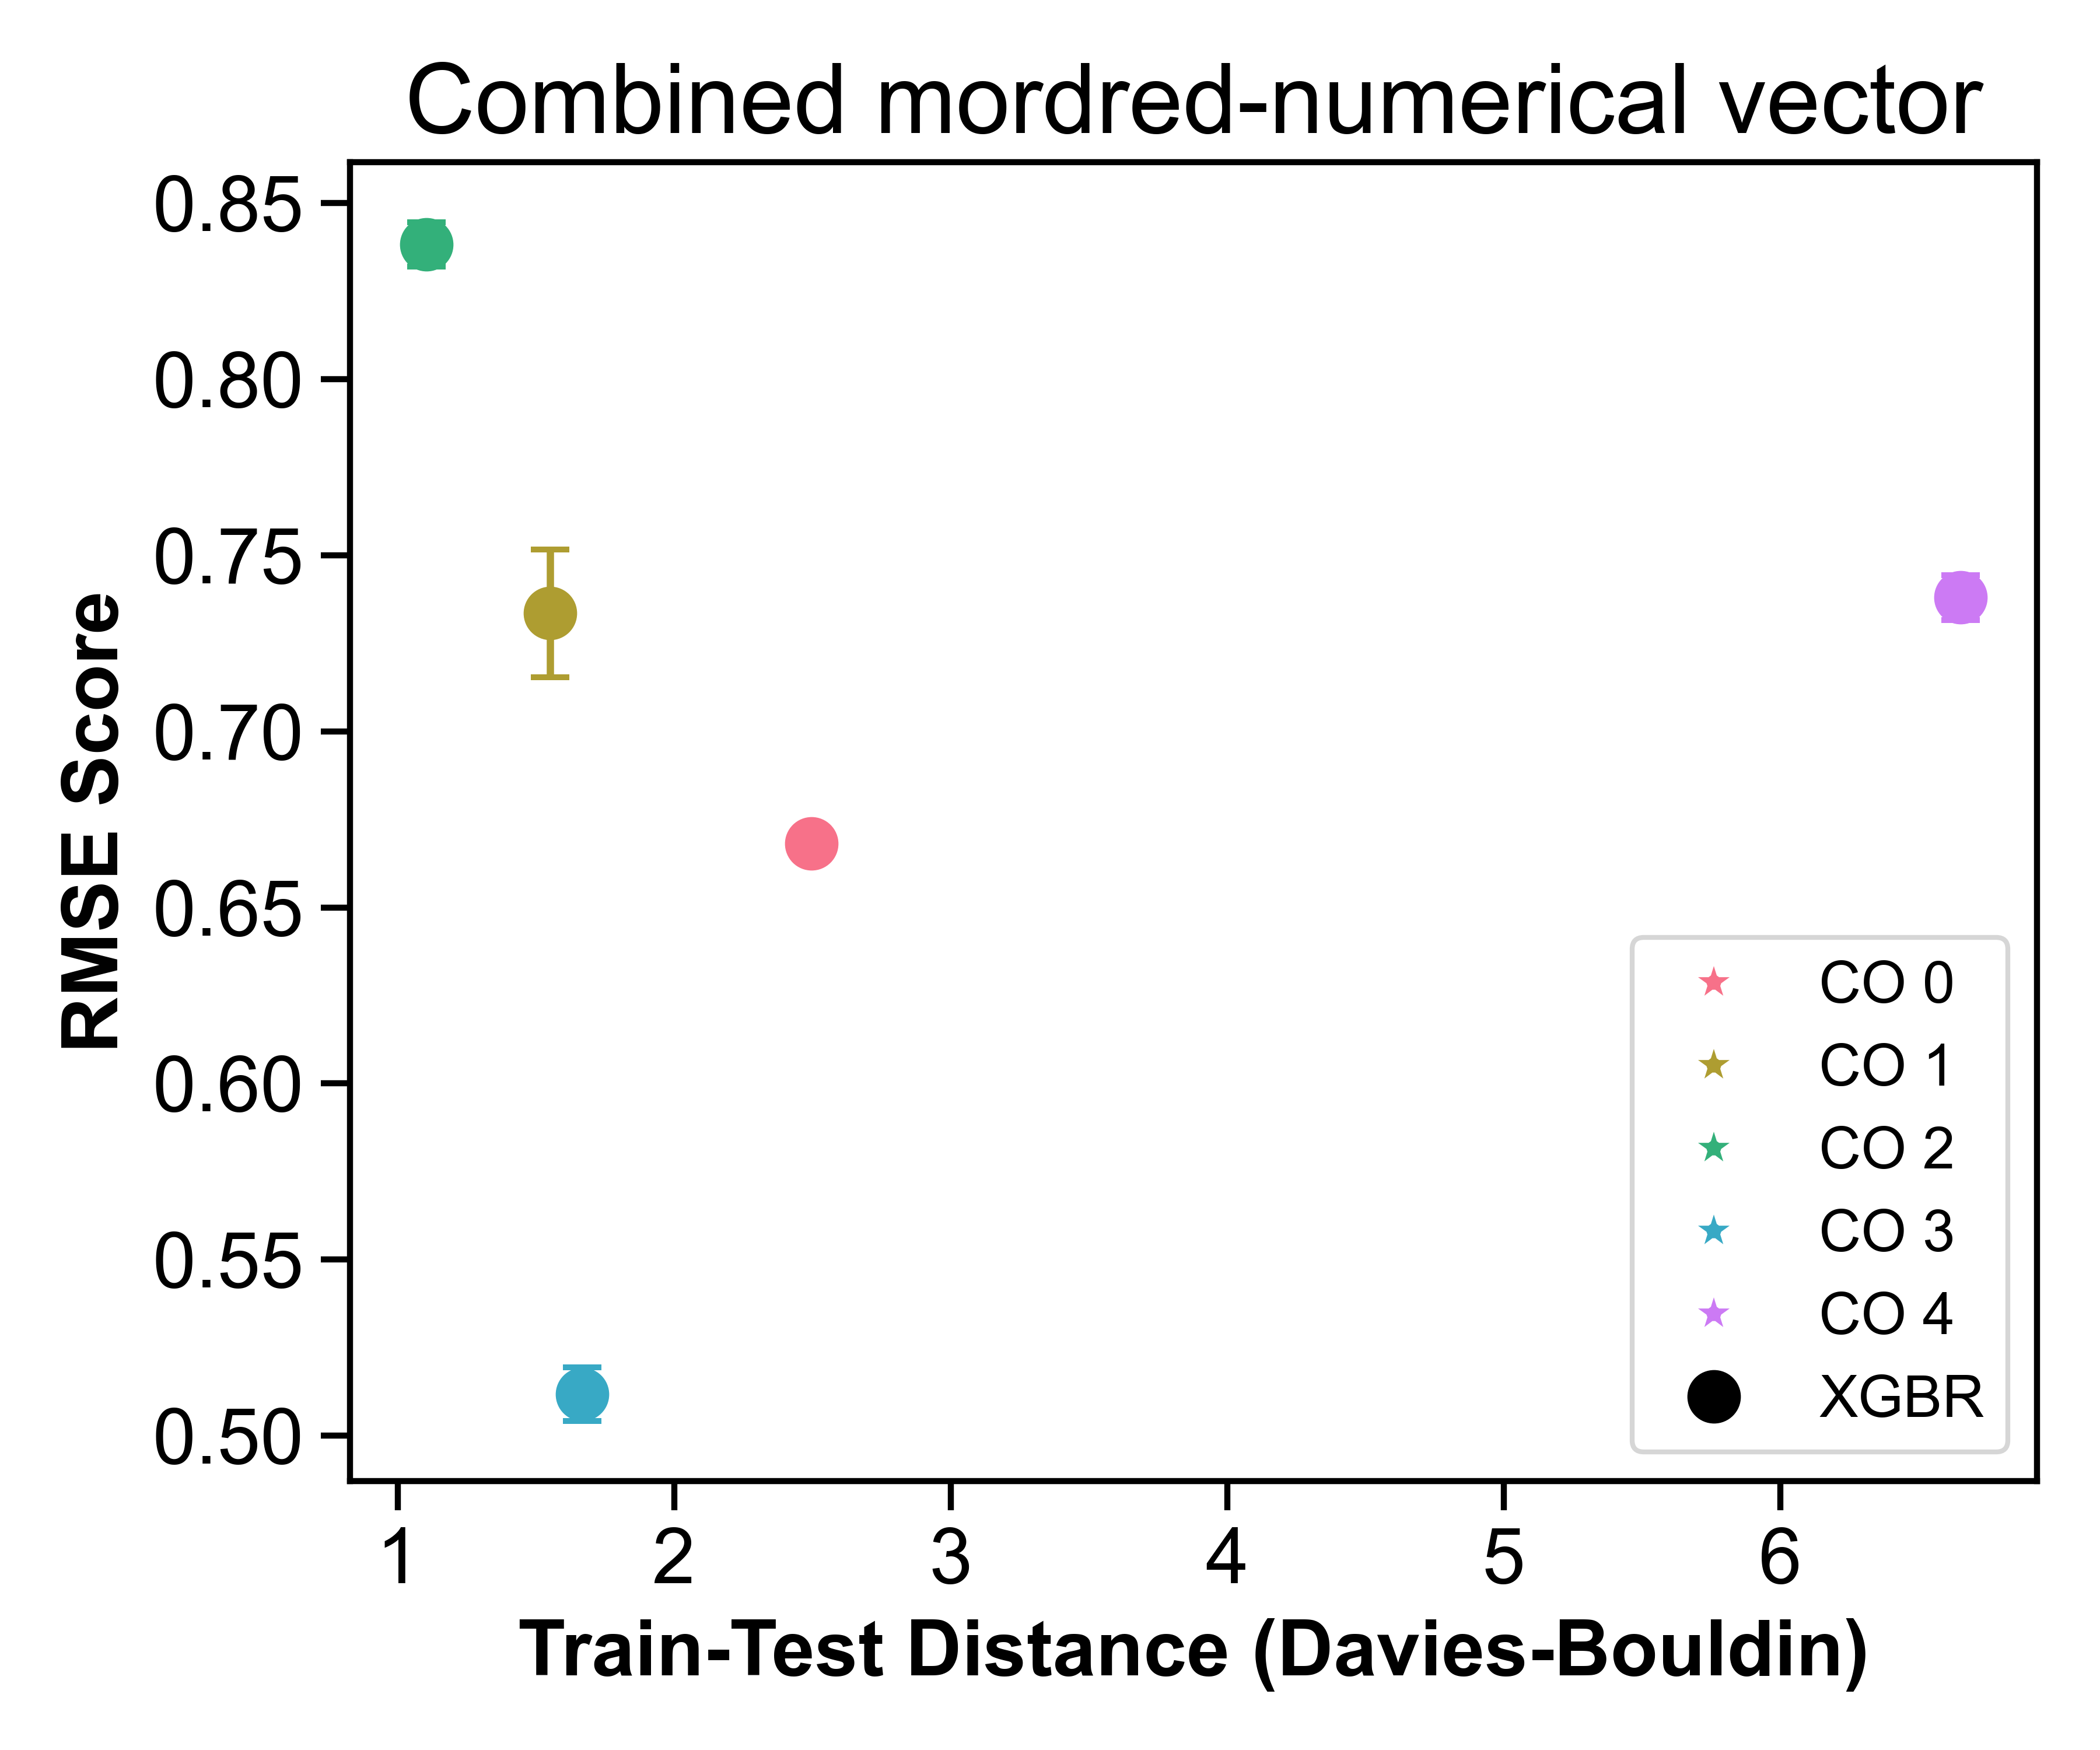 Combined mordred-numerical vector
RMSE Score
0.85
0.80
0.75
0.70
0.65
0.60
0.55
0.50
CO 0
CO 1
CO 2
CO 3
CO 4
XGBR
1 2 3 4 5 6
Train-Test Distance (Davies-Bouldin)